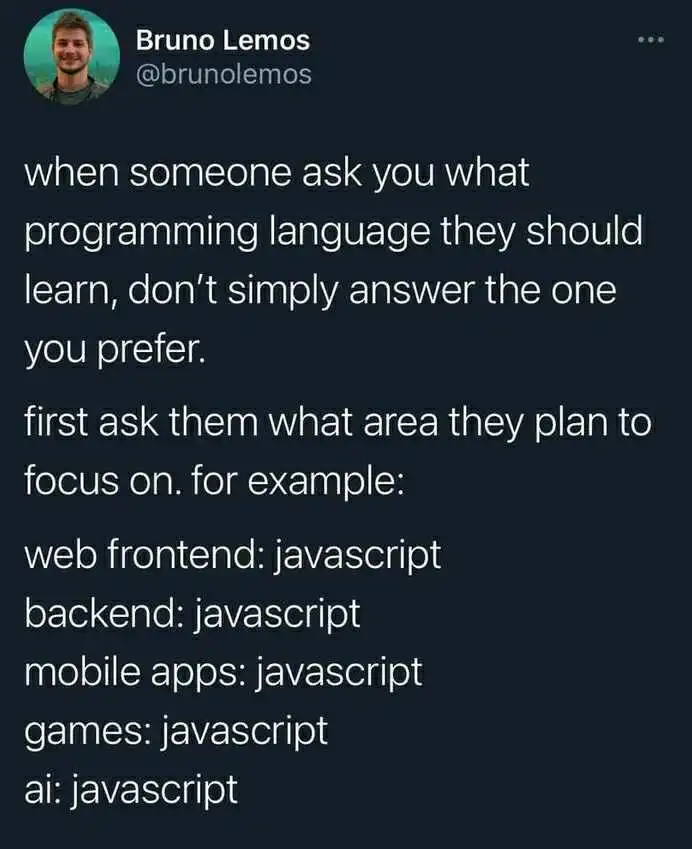 Bruno Lemos
@brunolemos
when someone ask you what
programming language they should
learn, don’t simply answer the one
you prefer.
first ask them what area they plan to
focus on. for example:
web frontend: javascript
backend: javascript
mobile apps: javascript
games: javascript
ai: javascript